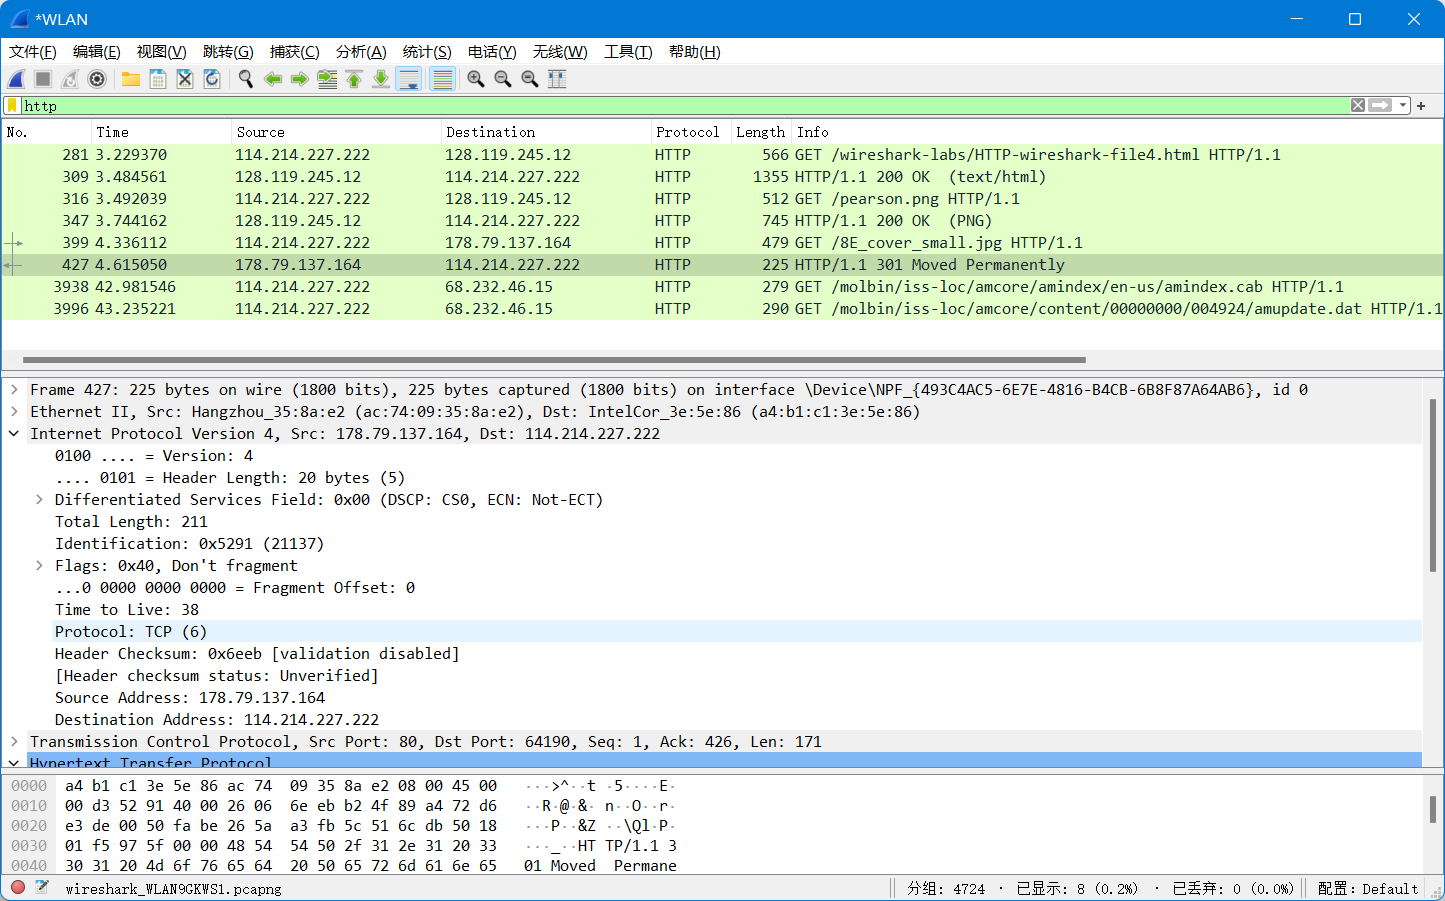 *WLAN
文件(F) 编辑(E) 视图(V) 跳转(G) 捕获(C) 分析(A) 统计(S) 电话(Y) 无线(W) 工具(T) 帮助(H)
http
No. Time Source Destination Protocol Length Info
281 3.229370 114.214.227.222 128.119.245.12 HTTP 566 GET /wireshark-labs/HTTP-wireshark-file4.html HTTP/1.1
309 3.484561 128.119.245.12 114.214.227.222 HTTP 1355 HTTP/1.1 200 OK  (text/html)
316 3.492039 114.214.227.222 128.119.245.12 HTTP 512 GET /pearson.png HTTP/1.1
347 3.744162 128.119.245.12 114.214.227.222 HTTP 745 HTTP/1.1 200 OK  (PNG)
399 4.336112 114.214.227.222 178.79.137.164 HTTP 479 GET /8E_cover_small.jpg HTTP/1.1
427 4.615050 178.79.137.164 114.214.227.222 HTTP 225 HTTP/1.1 301 Moved Permanently
3938 42.981546 114.214.227.222 68.232.46.15 HTTP 279 GET /molbin/iss-loc/amcore/amindex/en-us/amindex.cab HTTP/1.1
3996 43.235221 114.214.227.222 68.232.46.15 HTTP 290 GET /molbin/iss-loc/amcore/content/00000000/004924/amupdate.dat HTTP/1.1
Frame 427: 225 bytes on wire (1800 bits), 225 bytes captured (1800 bits) on interface \Device\NPF_{493C4AC5-6E7E-4816-B4CB-6B8F87A64AB6}, id 0
Ethernet II, Src: Hangzhou_35:8a:e2 (ac:74:09:35:8a:e2), Dst: IntelCor_3e:5e:86 (a4:b1:c1:3e:5e:86)
Internet Protocol Version 4, Src: 178.79.137.164, Dst: 114.214.227.222
0100 .... = Version: 4
.... 0101 = Header Length: 20 bytes (5)
Differentiated Services Field: 0x00 (DSCP: CS0, ECN: Not-ECT)
Total Length: 211
Identification: 0x5291 (21137)
Flags: 0x40, Don't fragment
...0 0000 0000 0000 = Fragment Offset: 0
Time to Live: 38
Protocol: TCP (6)
Header Checksum: 0x6eeb [validation disabled]
[Header checksum status: Unverified]
Source Address: 178.79.137.164
Destination Address: 114.214.227.222
Transmission Control Protocol, Src Port: 80, Dst Port: 64190, Seq: 1, Ack: 426, Len: 171
Hypertext Transfer Protocol
0000 a4 b1 c1 3e 5e 86 ac 74  09 35 8a e2 08 00 45 00 ···>^··t ·5····E·
0010 00 d3 52 91 40 00 26 06  6e eb b2 4f 89 a4 72 d6 ··R·@·&· n··O··r·
0020 e3 de 00 50 fa be 26 5a  a3 fb 5c 51 6c db 50 18 ···P··&Z ··\Ql·P·
0030 01 f5 97 5f 00 00 48 54  54 50 2f 31 2e 31 20 33 ···_··HT TP/1.1 3
0040 30 31 20 4d 6f 76 65 64  20 50 65 72 6d 61 6e 65 01 Moved  Permane
wireshark_WLAN9GKWS1.pcapng 分组: 4724 · 已显示: 8 (0.2%) · 已丢弃: 0 (0.0%) 配置: Default